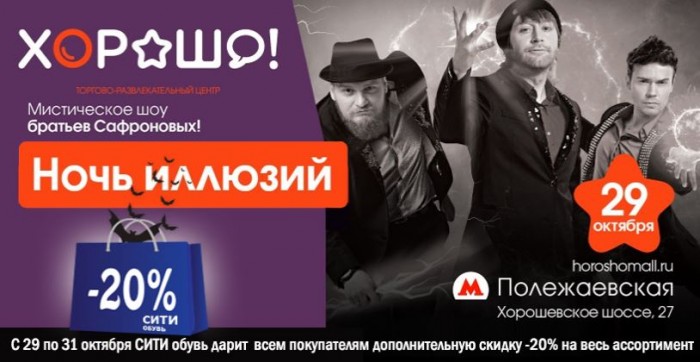 ХОРОШО!
ТОРГОВО-РАЗВЛЕКАТЕЛЬНЫЙ ЦЕНТР
Мистическое шоу
братьев Сафроновых!
Ночь иллюзий
-20%
СИТИ
ОБУВЬ
29
октября
horoshomall.ru
М Полежаевская
Хорошевское шоссе, 27
С 29 по 31 октября СИТИ обувь дарит всем покупателям дополнительную скидку -20% на весь ассортимент